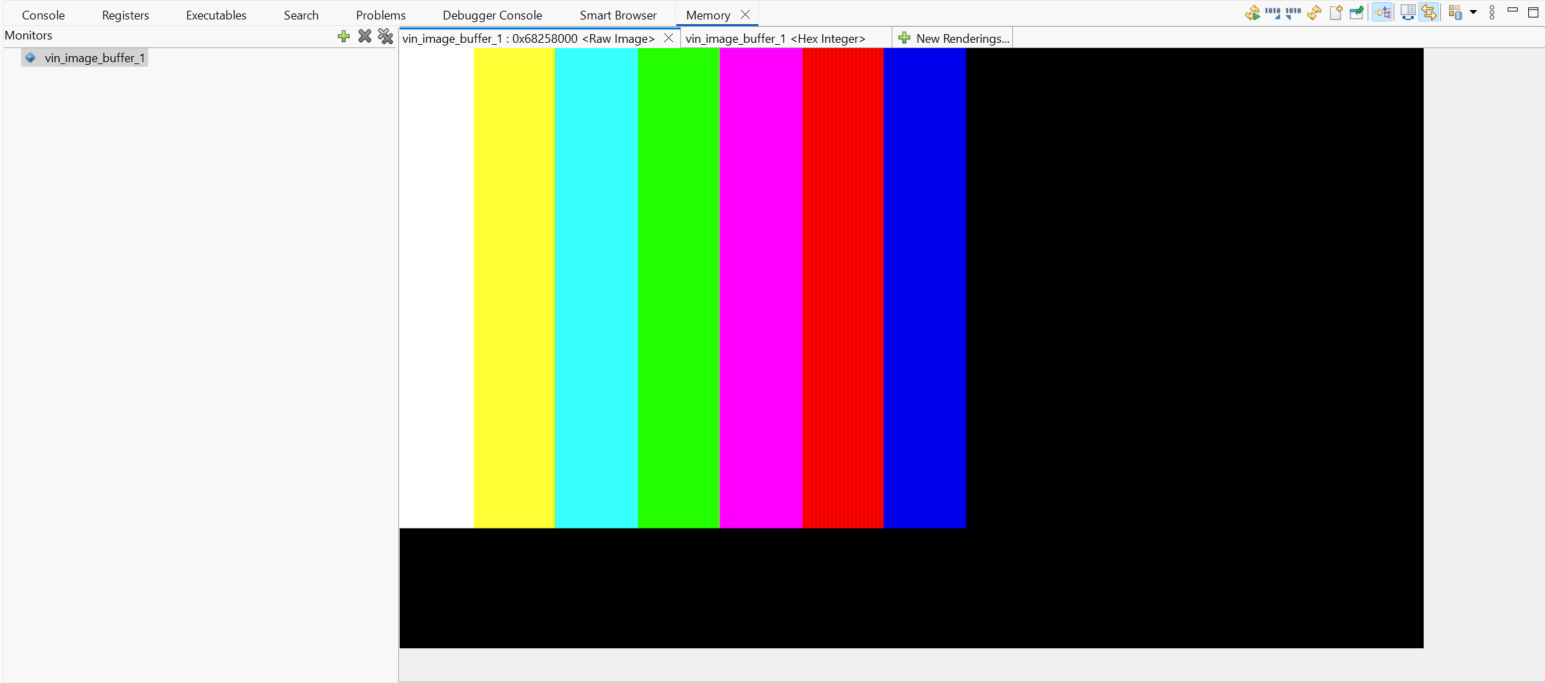 Console Registers Executables Search Problems Debugger Console Smart Browser Memory
Monitors
vin_image_buffer_1 : 0x68258000 <Raw Image> vin_image_buffer_1 <Hex Integer> New Renderings...
vin_image_buffer_1